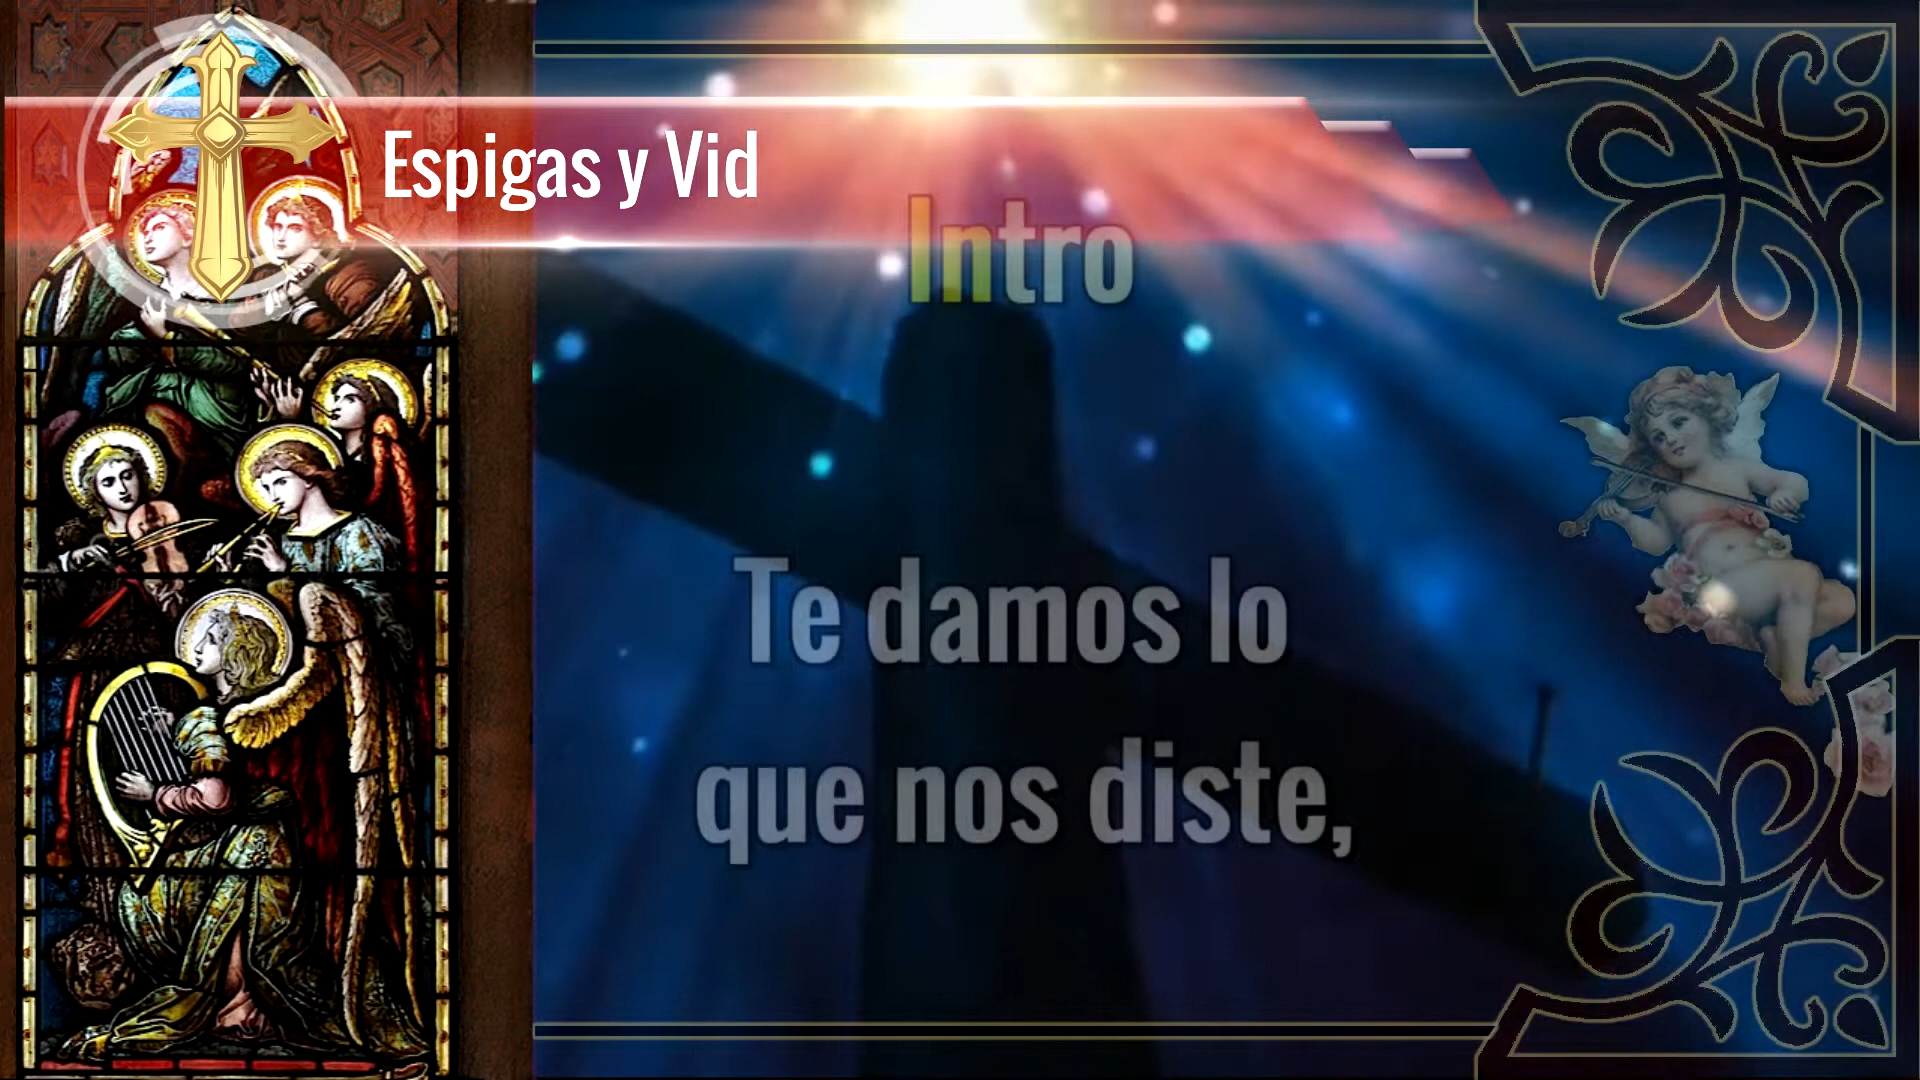 Espigas y Vid
Intro
Te damos lo
que nos diste,